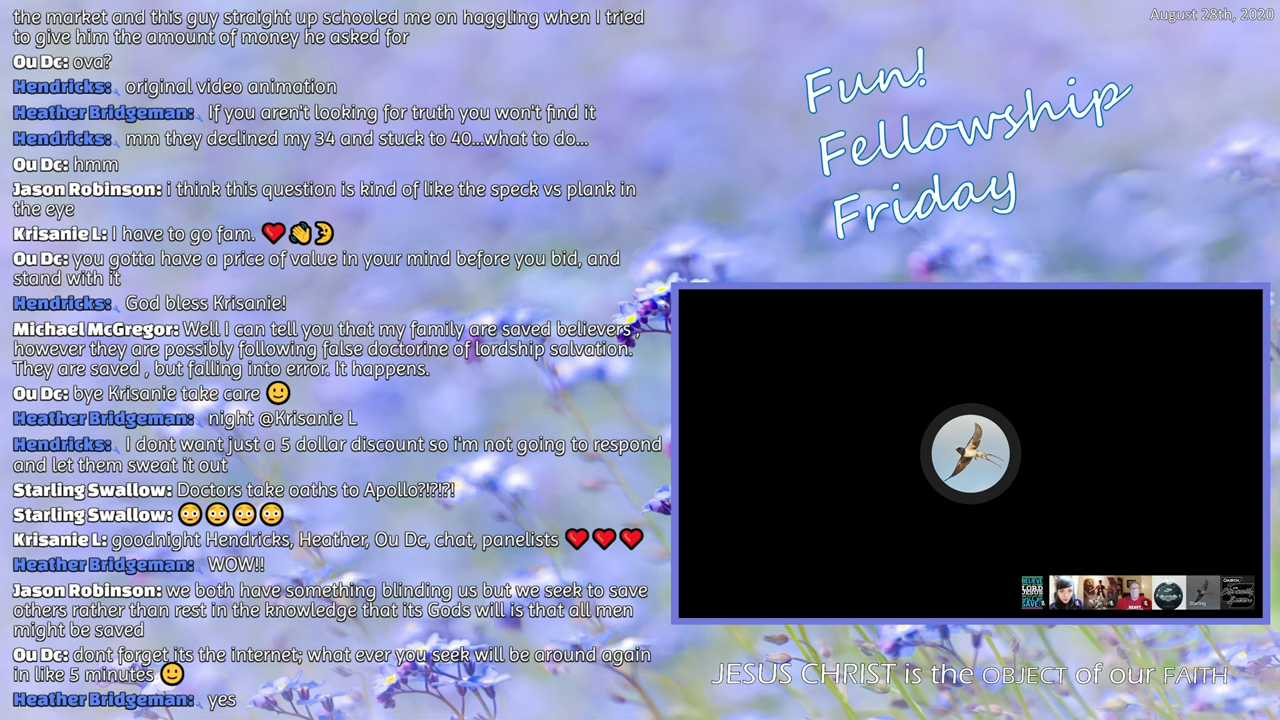 the market and this guy straight up schooled me on haggling when I tried
to give him the amount of money he asked for
Ou Dc: ova?
Hendricks: original video animation
Heather Bridgeman: If you aren't looking for truth you won't find it
Hendricks: mm they declined my 34 and stuck to 40...what to do...
Ou Dc: hmm
Jason Robinson: i think this question is kind of like the speck vs plank in
the eye
Krisanie L: I have to go fam. ❤️👋🌛
Ou Dc: you gotta have a price of value in your mind before you bid, and
stand with it
Hendricks: God bless Krisanie!
Michael McGregor: Well I can tell you that my family are saved believers ,
however they are possibly following false doctorine of lordship salvation.
They are saved , but falling into error. It happens.
Ou Dc: bye Krisanie take care 🙂
Heather Bridgeman: night @Krisanie L
Hendricks: I dont want just a 5 dollar discount so i'm not going to respond
and let them sweat it out
Starling Swallow: Doctors take oaths to Apollo?!?!?!
Starling Swallow: 😳😳😳😳
Krisanie L: goodnight Hendricks, Heather, Ou Dc, chat, panelists ❤️❤️❤️
Heather Bridgeman: WOW!!
Jason Robinson: we both have something blinding us but we seek to save
others rather than rest in the knowledge that its Gods will is that all men
might be saved
Ou Dc: dont forget its the internet; what ever you seek will be around again
in like 5 minutes 🙂
Heather Bridgeman: yes
August 28th, 2020
Fun!
Fellowship
Friday
BELIEVE
LORD
JESUS
SAVED
Starling
CHURCH
JESUS CHRIST is the OBJECT of our FAITH